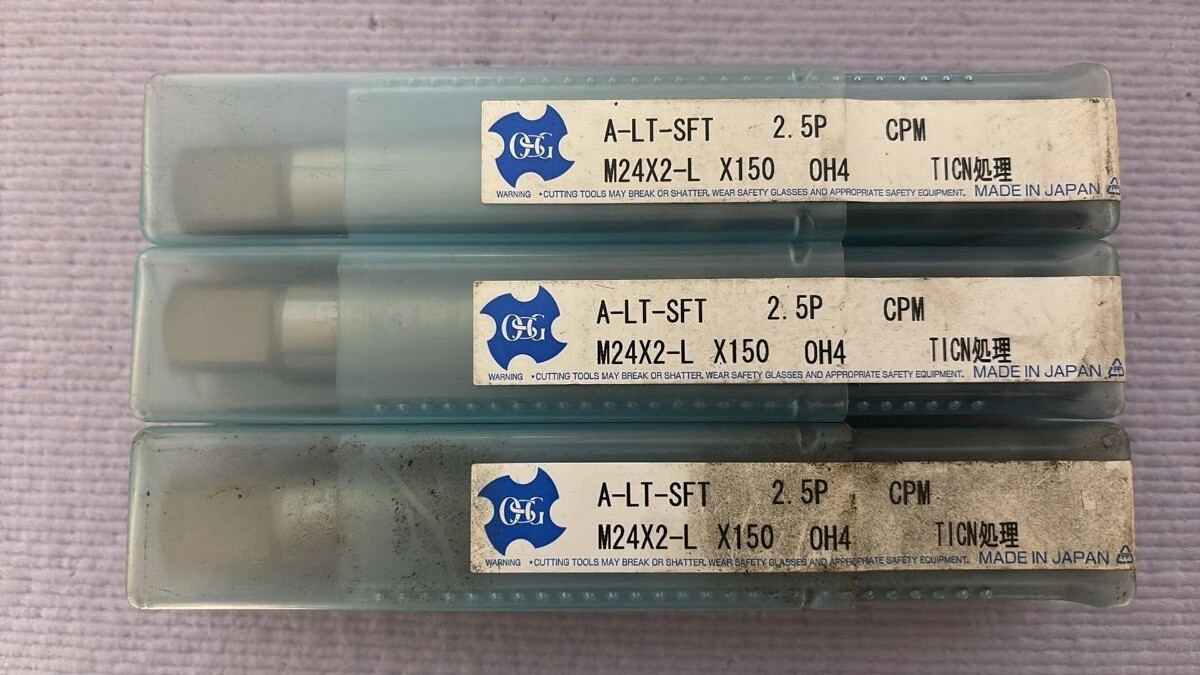 OSG A-LT-SFT 2.5P CPM
M24X2-L X150 OH4 TICN処理
WARNING •CUTTING TOOLS MAY BREAK OR SHATTER. WEAR SAFETY GLASSES AND APPROPRIATE SAFETY EQUIPMENT. MADE IN JAPAN
OSG A-LT-SFT 2.5P CPM
M24X2-L X150 OH4 TICN処理
WARNING •CUTTING TOOLS MAY BREAK OR SHATTER. WEAR SAFETY GLASSES AND APPROPRIATE SAFETY EQUIPMENT. MADE IN JAPAN
OSG A-LT-SFT 2.5P CPM
M24X2-L X150 OH4 TICN処理
WARNING •CUTTING TOOLS MAY BREAK OR SHATTER. WEAR SAFETY GLASSES AND APPROPRIATE SAFETY EQUIPMENT. MADE IN JAPAN